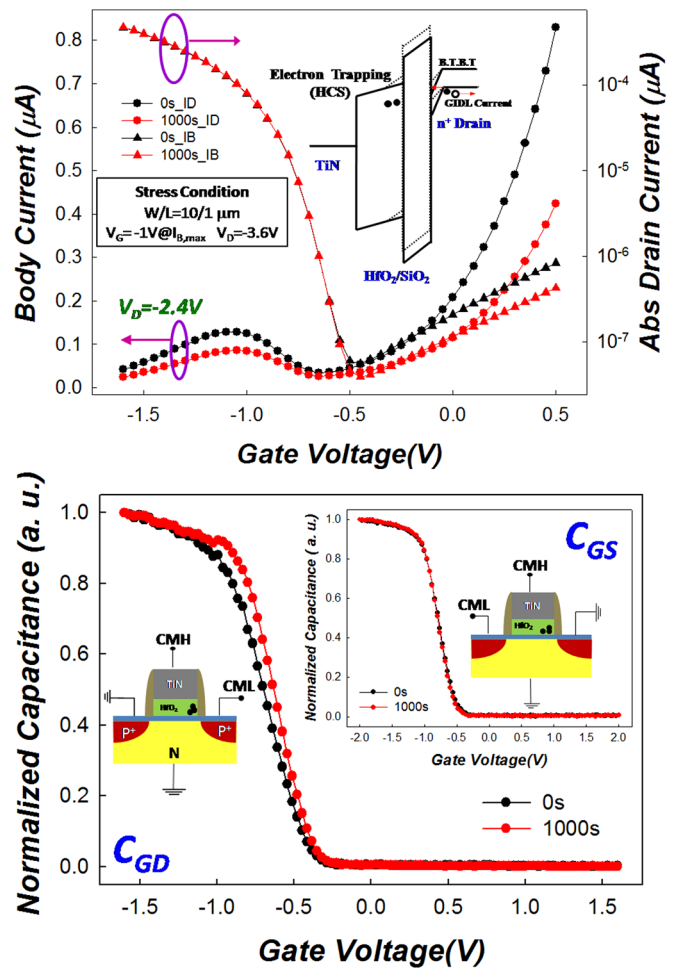 0.8
0.7
0.6
0.5
0.4
0.3
0.2
0.1
0.0
Body Current (μA)
0s_ID
1000s_ID
0s_IB
1000s_IB
Stress Condition
W/L=10/1 μm
V_G= -1V@I_B,max V_D=-3.6V
V_D=-2.4V
Electron Trapping
(HCS)
TiN
HfO₂/SiO₂
B.T.B.T
GIDL Current
n⁺ Drain
10⁻⁴
10⁻⁵
10⁻⁶
10⁻⁷
Abs Drain Current (μA)
-1.5 -1.0 -0.5 0.0 0.5
Gate Voltage(V)
1.0
0.8
0.6
0.4
0.2
0.0
Normalized Capacitance (a. u.)
CMH
CML
TiN
HfO₂
P⁺ P⁺
N
C_GD
1.0
0.8
0.6
0.4
0.2
0.0
Normalized Capacitance ( a. u.)
C_GS
CMH
CML
TiN
HfO₂
0s
1000s
-2.0 -1.5 -1.0 -0.5 0.0 0.5 1.0 1.5 2.0
Gate Voltage(V)
0s
1000s
-1.5 -1.0 -0.5 0.0 0.5 1.0 1.5
Gate Voltage(V)